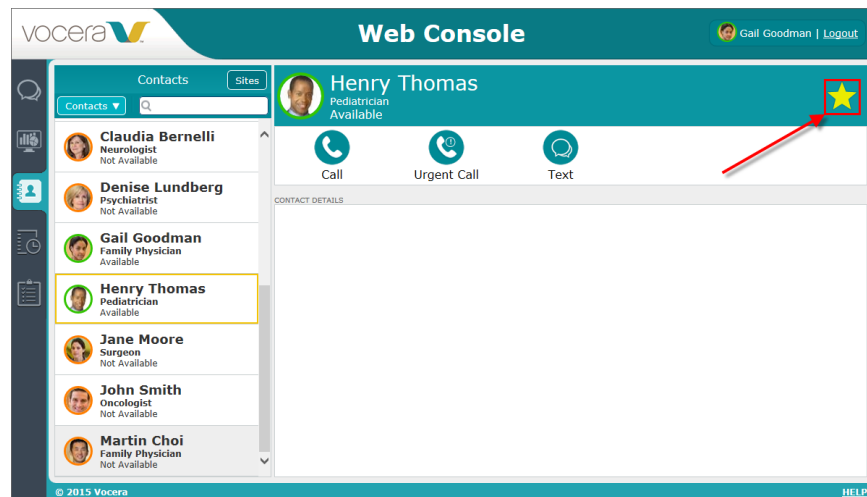 vocera
Web Console
Gail Goodman | Logout
Contacts
Sites
Contacts ▼
Claudia Bernelli
Neurologist
Not Available
Denise Lundberg
Psychiatrist
Not Available
Gail Goodman
Family Physician
Available
Henry Thomas
Pediatrician
Available
Jane Moore
Surgeon
Not Available
John Smith
Oncologist
Not Available
Martin Choi
Family Physician
Not Available
Henry Thomas
Pediatrician
Available
Call
Urgent Call
Text
CONTACT DETAILS
© 2015 Vocera
HELP